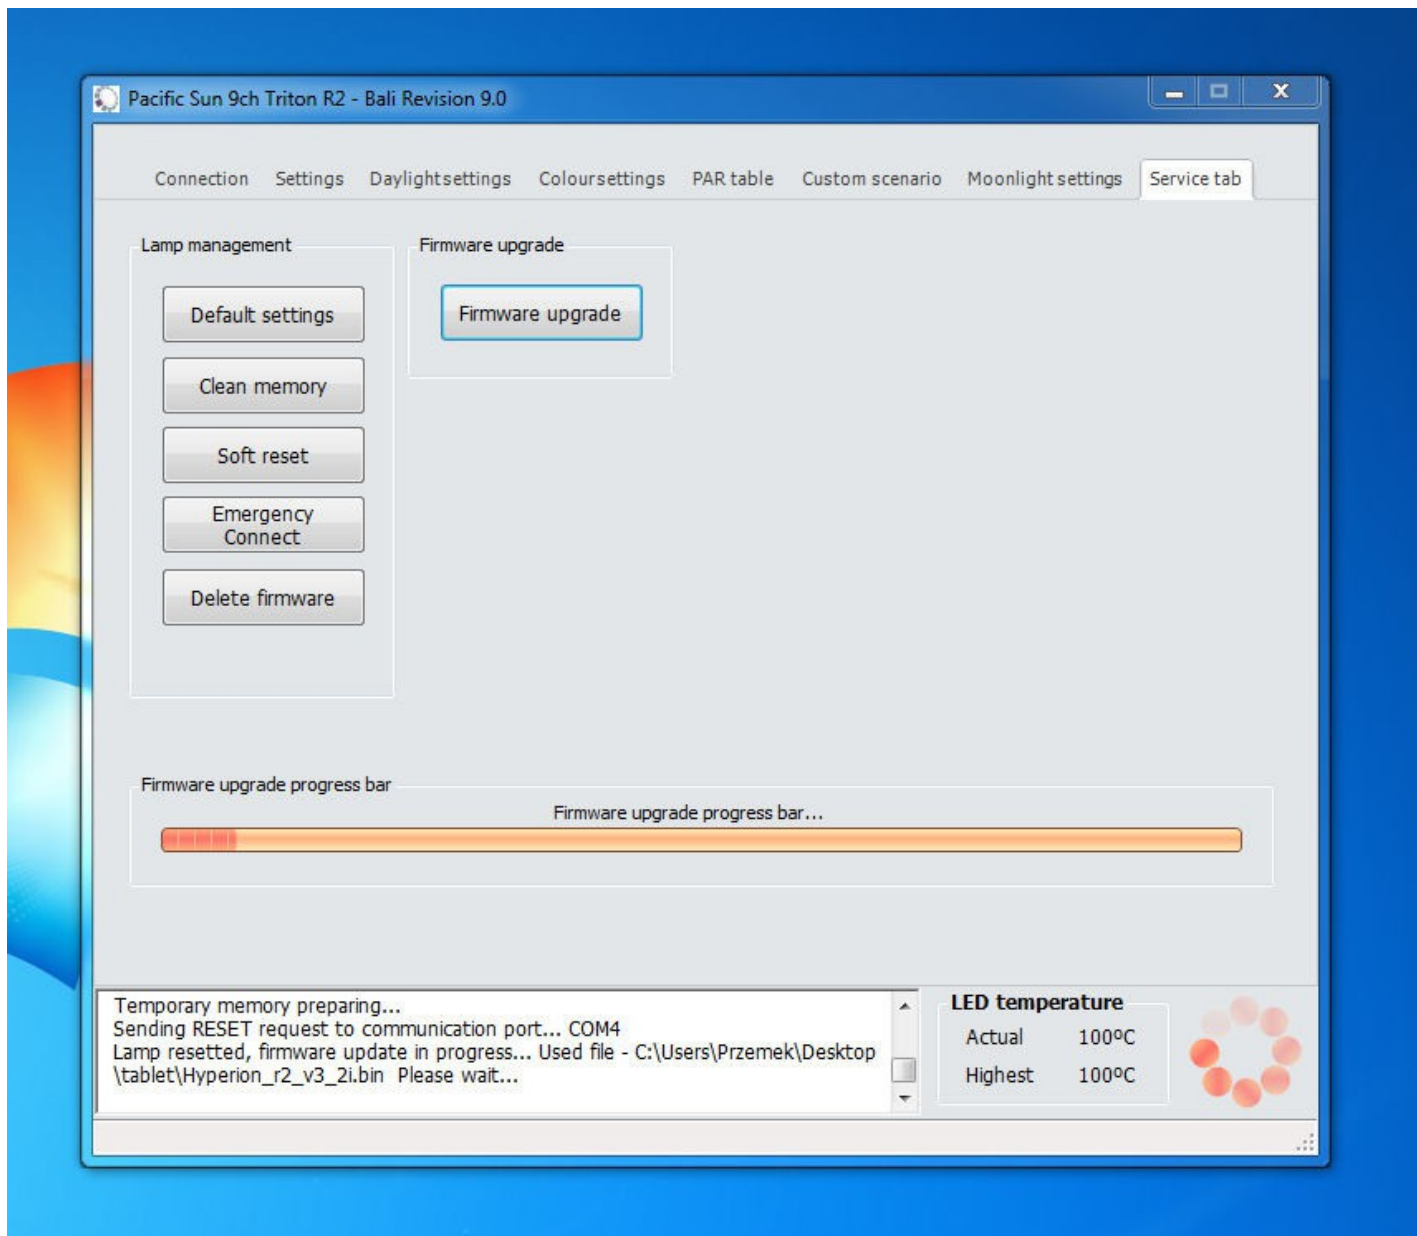 Pacific Sun 9ch Triton R2 - Bali Revision 9.0
Connection Settings Daylightsettings Coloursettings PAR table Custom scenario Moonlight settings Service tab
Lamp management
Default settings
Clean memory
Soft reset
Emergency
Connect
Delete firmware
Firmware upgrade
Firmware upgrade
Firmware upgrade progress bar
Firmware upgrade progress bar...
Temporary memory preparing...
Sending RESET request to communication port... COM4
Lamp resetted, firmware update in progress... Used file - C:\Users\Przemek\Desktop
\tablet\Hyperion_r2_v3_2i.bin Please wait...
LED temperature
Actual 100ºC
Highest 100ºC